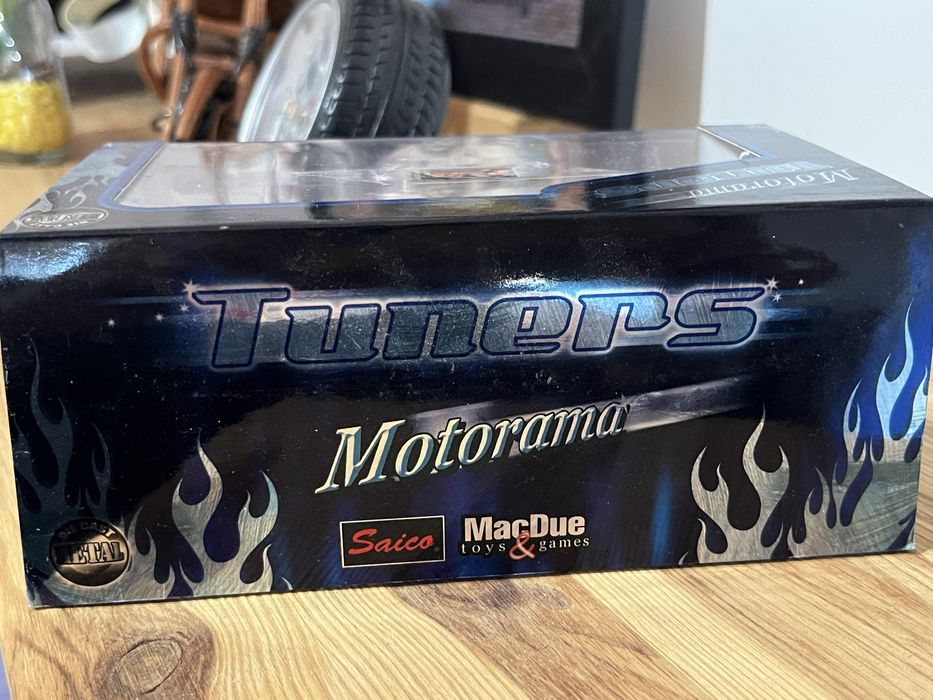 Motorama
Tuners
Motorama
DIE CAST
METAL
Saico
MacDue
toys & games